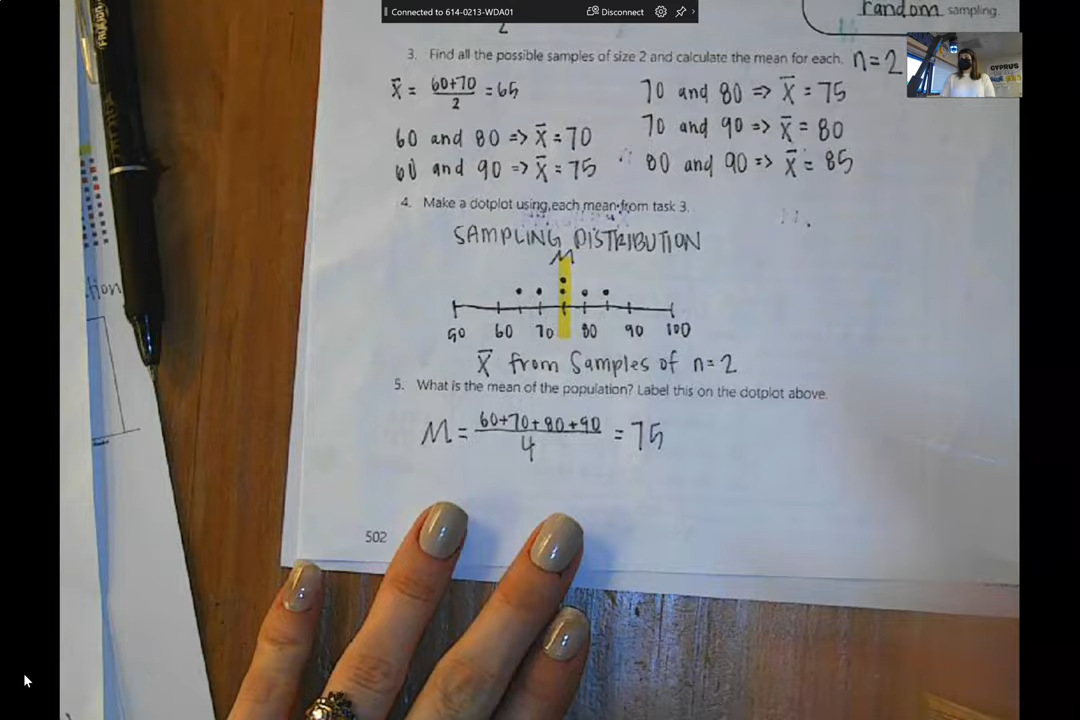 Connected to 614-0213-WDA01 Disconnect
random sampling.
2
3. Find all the possible samples of size 2 and calculate the mean for each. n=2
CYPRUS
x̄ = 60+70/2 = 65
70 and 80 => x̄ = 75
70 and 90 => x̄ = 80
60 and 80 => x̄ = 70
60 and 90 => x̄ = 75
80 and 90 => x̄ = 85
4. Make a dotplot using each mean from task 3.
SAMPLING DISTRIBUTION
M
tion
50 60 70 80 90 100
x̄ from samples of n=2
5. What is the mean of the population? Label this on the dotplot above.
M = 60+70+80+90/4 = 75
502